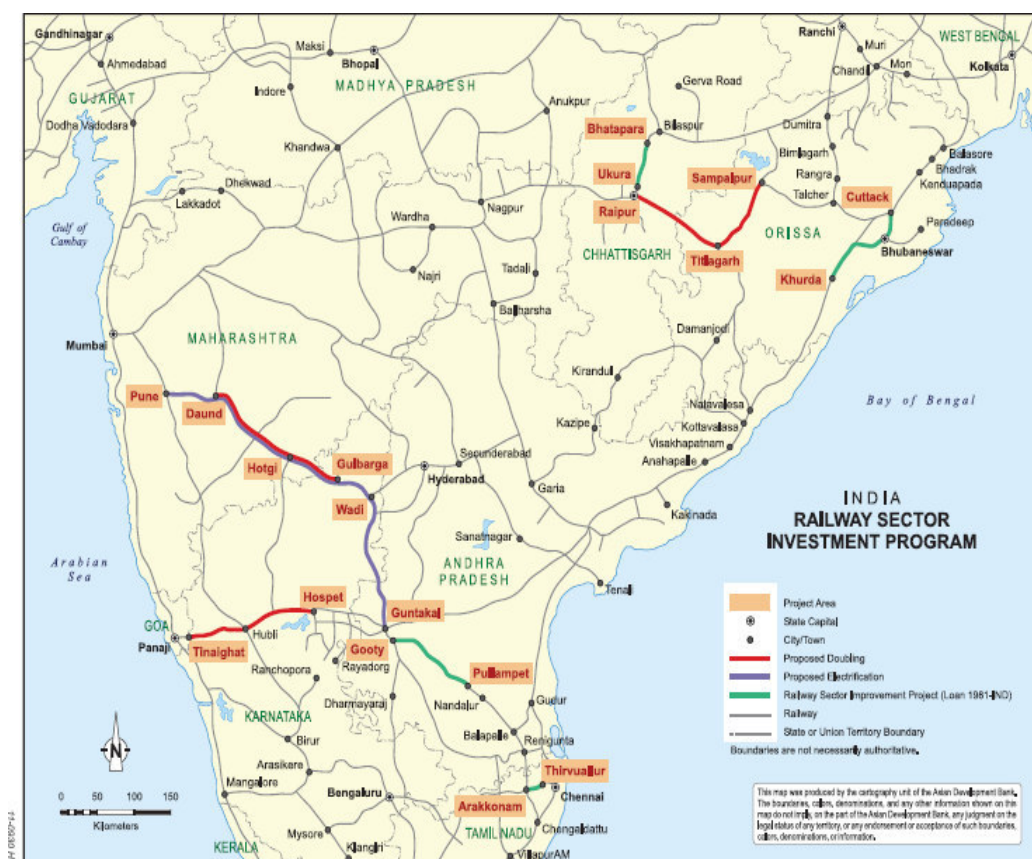 Gandhinagar
Ahmedabad
GUJARAT
Dodha Vadodara
Maksi
Bhopal
MADHYA PRADESH
Indore
Khandwa
Anukpur
Gerva Road
Ranchi
Muri
Chandil
Mon
WEST BENGAL
Kolkata
Bhatapara
Bilaspur
Dumitra
Bimlagarh
Balasore
Bhadrak
Kenduapada
Rangra
Talcher
Ukura
Raipur
Sampalpur
Cuttack
Paradeep
Bhubaneswar
ORISSA
CHHATTISGARH
Titlagarh
Khurda
Dhekwad
Lakkadot
Gulf of
Cambay
Nagpur
Wardha
Najri
Tadali
Balharsha
MAHARASHTRA
Mumbai
Damanjodi
Kirandul
Kazipe
Nalavalesa
Kottavalasa
Visakhapatnam
Anahapalle
Bay of Bengal
Pune
Daund
Hotgi
Gulbarga
Wadi
Secunderabad
Hyderabad
Garia
Kakinada
Sanatnagar
ANDHRA
PRADESH
Tenali
Arabian
Sea
Hospet
Guntakal
GOA
Panaji
Tinaighat
Hubli
Gooty
Ranchopora
Rayadorg
Pullampet
Nandalur
Gudur
Dharmayaraj
KARNATAKA
Birur
Balapalle
Renigunta
Arasikere
Mangalore
Bengaluru
Thirvuallur
Chennai
Arakkonam
Mysore
TAMIL NADU
Chengaldattu
KERALA
Klangiri
VillapurAM
N
0 50 100 150
Kilometers
INDIA
RAILWAY SECTOR
INVESTMENT PROGRAM
Project Area
State Capital
City/Town
Proposed Doubling
Proposed Electrification
Railway Sector Improvement Project (Loan 1981-IND)
Railway
State or Union Territory Boundary
Boundaries are not necessarily authoritative.
This map was produced by the cartography unit of the Asian Development Bank.
The boundaries, colors, denominations, and any other information shown on this
map do not imply, on the part of the Asian Development Bank, any judgment on the
legal status of any territory, or any endorsement or acceptance of such boundaries,
colors, denominations, or information.